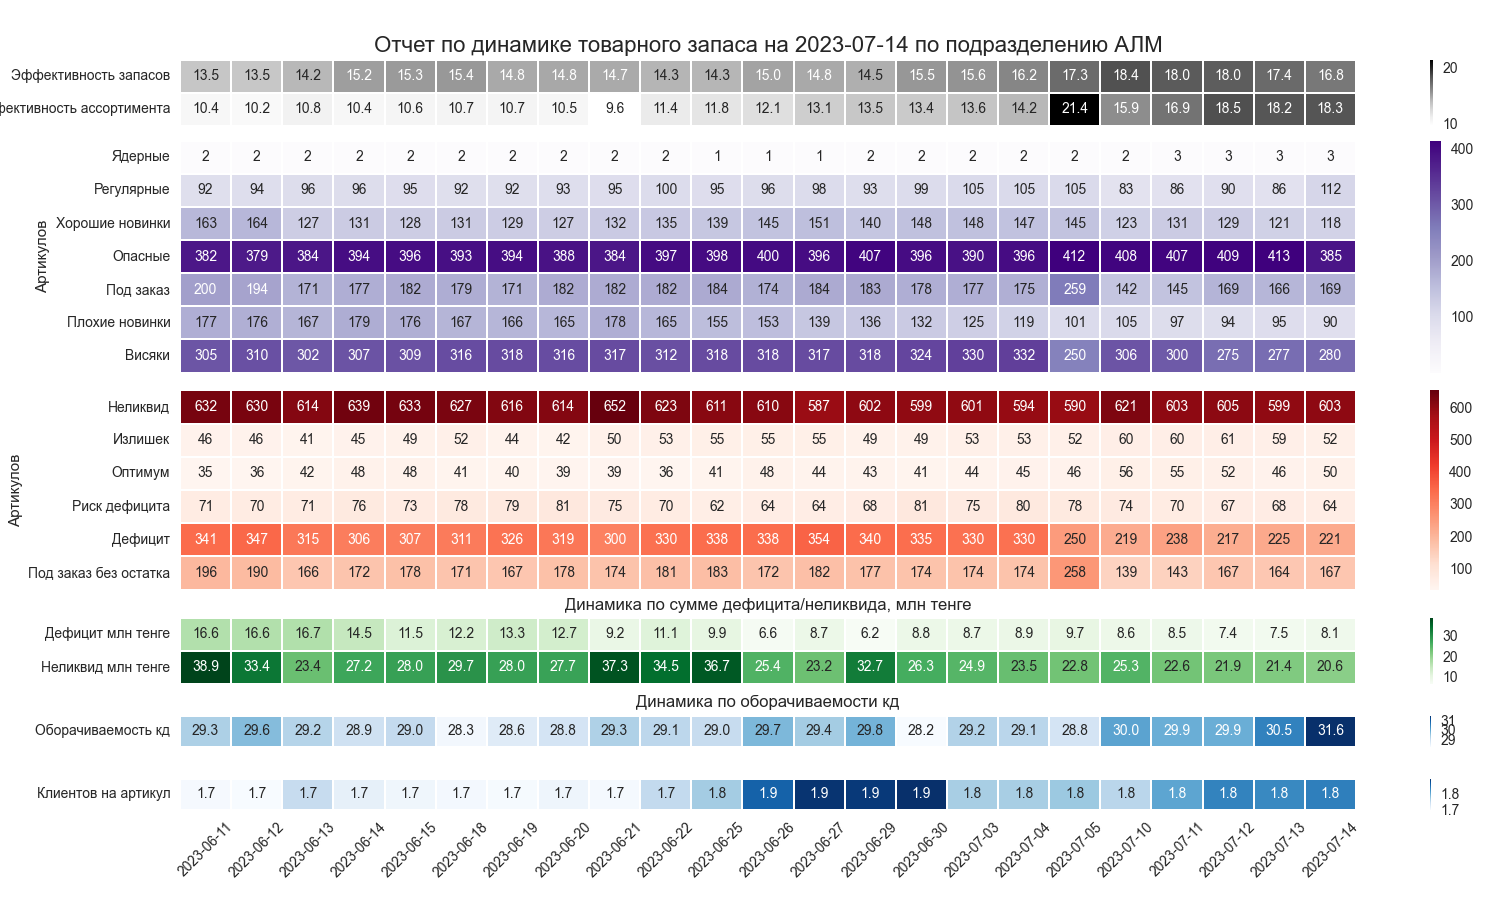 Отчет по динамике товарного запаса на 2023-07-14 по подразделению АЛМ
Эффективность запасов 13.5 13.5 14.2 15.2 15.3 15.4 14.8 14.8 14.7 14.3 14.3 15.0 14.8 14.5 15.5 15.6 16.2 17.3 18.4 18.0 18.0 17.4 16.8
фективность ассортимента 10.4 10.2 10.8 10.4 10.6 10.7 10.7 10.5 9.6 11.4 11.8 12.1 13.1 13.5 13.4 13.6 14.2 21.4 15.9 16.9 18.5 18.2 18.3
20
10
Артикулов
Ядерные 2 2 2 2 2 2 2 2 2 2 1 1 1 2 2 2 2 2 2 3 3 3 3
Регулярные 92 94 96 96 95 92 92 93 95 100 95 96 98 93 99 105 105 105 83 86 90 86 112
Хорошие новинки 163 164 127 131 128 131 129 127 132 135 139 145 151 140 148 148 147 145 123 131 129 121 118
Опасные 382 379 384 394 396 393 394 388 384 397 398 400 396 407 396 390 396 412 408 407 409 413 385
Под заказ 200 194 171 177 182 179 171 182 182 182 184 174 184 183 178 177 175 259 142 145 169 166 169
Плохие новинки 177 176 167 179 176 167 166 165 178 165 155 153 139 136 132 125 119 101 105 97 94 95 90
Висяки 305 310 302 307 309 316 318 316 317 312 318 318 317 318 324 330 332 250 306 300 275 277 280
400
300
200
100
Артикулов
Неликвид 632 630 614 639 633 627 616 614 652 623 611 610 587 602 599 601 594 590 621 603 605 599 603
Излишек 46 46 41 45 49 52 44 42 50 53 55 55 55 49 49 53 53 52 60 60 61 59 52
Оптимум 35 36 42 48 48 41 40 39 39 36 41 48 44 43 41 44 45 46 56 55 52 46 50
Риск дефицита 71 70 71 76 73 78 79 81 75 70 62 64 64 68 81 75 80 78 74 70 67 68 64
Дефицит 341 347 315 306 307 311 326 319 300 330 338 338 354 340 335 330 330 250 219 238 217 225 221
Под заказ без остатка 196 190 166 172 178 171 167 178 174 181 183 172 182 177 174 174 174 258 139 143 167 164 167
600
500
400
300
200
100
Динамика по сумме дефицита/неликвида, млн тенге
Дефицит млн тенге 16.6 16.6 16.7 14.5 11.5 12.2 13.3 12.7 9.2 11.1 9.9 6.6 8.7 6.2 8.8 8.7 8.9 9.7 8.6 8.5 7.4 7.5 8.1
Неликвид млн тенге 38.9 33.4 23.4 27.2 28.0 29.7 28.0 27.7 37.3 34.5 36.7 25.4 23.2 32.7 26.3 24.9 23.5 22.8 25.3 22.6 21.9 21.4 20.6
30
20
10
Динамика по оборачиваемости кд
Оборачиваемость кд 29.3 29.6 29.2 28.9 29.0 28.3 28.6 28.8 29.3 29.1 29.0 29.7 29.4 29.8 28.2 29.2 29.1 28.8 30.0 29.9 29.9 30.5 31.6
31
30
29
Клиентов на артикул 1.7 1.7 1.7 1.7 1.7 1.7 1.7 1.7 1.7 1.7 1.8 1.9 1.9 1.9 1.9 1.8 1.8 1.8 1.8 1.8 1.8 1.8 1.8
1.8
1.7
2023-06-11 2023-06-12 2023-06-13 2023-06-14 2023-06-15 2023-06-18 2023-06-19 2023-06-20 2023-06-21 2023-06-22 2023-06-25 2023-06-26 2023-06-27 2023-06-29 2023-06-30 2023-07-03 2023-07-04 2023-07-05 2023-07-10 2023-07-11 2023-07-12 2023-07-13 2023-07-14